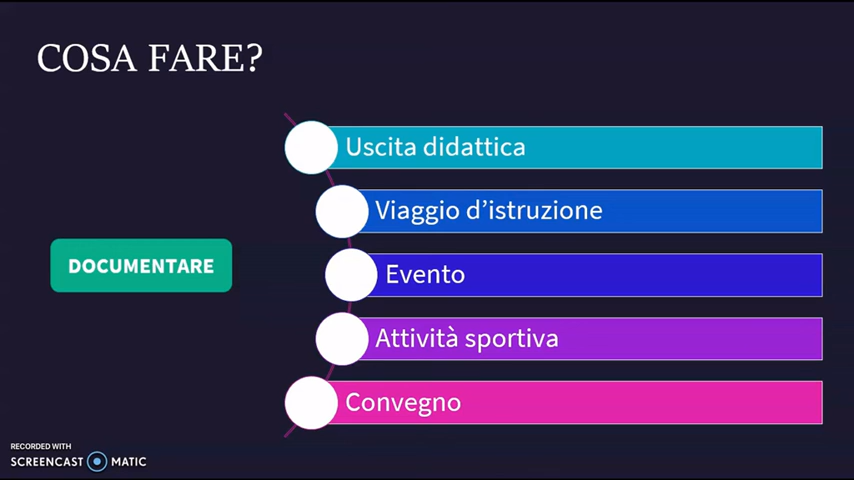 COSA FARE?
DOCUMENTARE
Uscita didattica
Viaggio d’istruzione
Evento
Attività sportiva
Convegno
RECORDED WITH
SCREENCAST MATIC